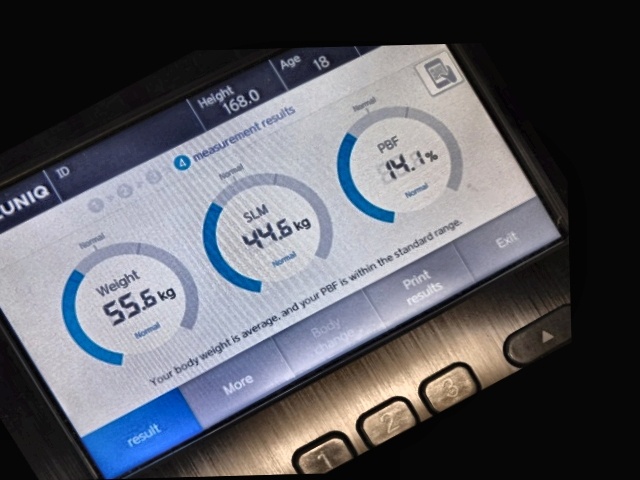 UNIQ
ID
Height
168.0
Age
18
4 measurement results
Normal
Weight
55.6 kg
Normal
Normal
SLM
44.6 kg
Normal
Normal
PBF
14.1 %
Normal
Your body weight is average, and your PBF is within the standard range.
result
More
Body
change
Print
results
Exit
1
2
3